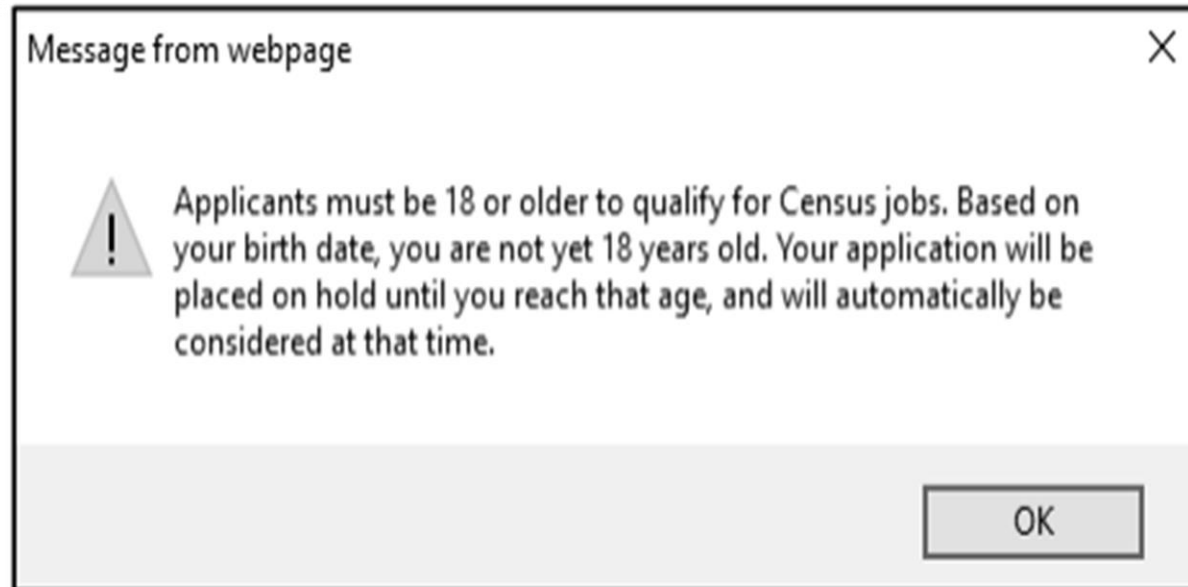 Message from webpage
Applicants must be 18 or older to qualify for Census jobs. Based on
your birth date, you are not yet 18 years old. Your application will be
placed on hold until you reach that age, and will automatically be
considered at that time.
OK